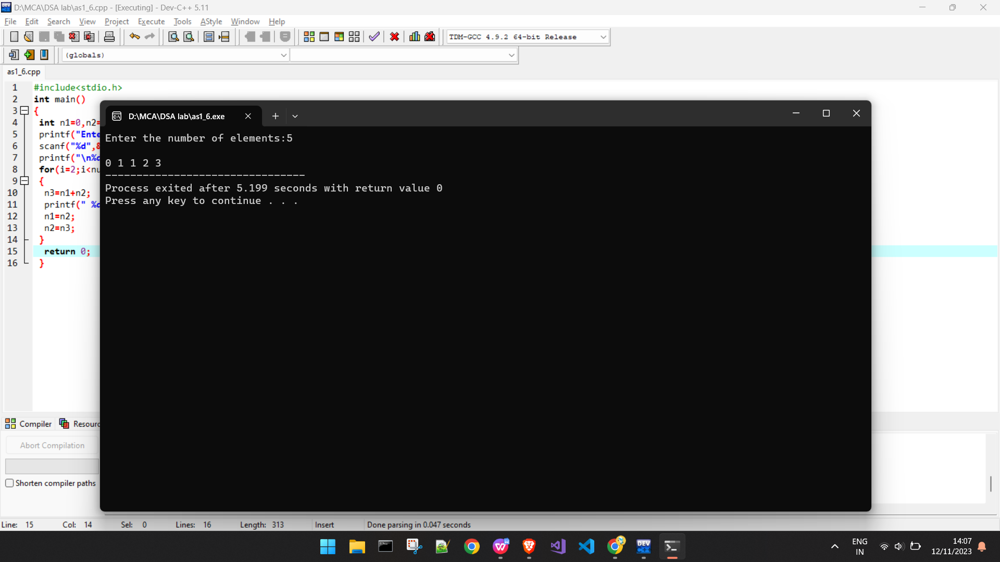 D:\MCA\DSA lab\as1_6.cpp - [Executing] - Dev-C++ 5.11
File Edit Search View Project Execute Tools AStyle Window Help
TDM-GCC 4.9.2 64-bit Release
(globals)
as1_6.cpp
1 #include<stdio.h>
2 int main()
3 {
4 int n1=0,n2=
5 printf("Ente
6 scanf("%d",&
7 printf("\n%d
8 for(i=2;i<nu
9 {
10 n3=n1+n2;
11 printf(" %d
12 n1=n2;
13 n2=n3;
14 }
15 return 0;
16 }
D:\MCA\DSA lab\as1_6.exe
Enter the number of elements:5
0 1 1 2 3
--------------------------------
Process exited after 5.199 seconds with return value 0
Press any key to continue . . .
Compiler Resourc
Abort Compilation
Shorten compiler paths
Line: 15 Col: 14 Sel: 0 Lines: 16 Length: 313 Insert Done parsing in 0.047 seconds
DEV
ENG
IN
14:07
12/11/2023